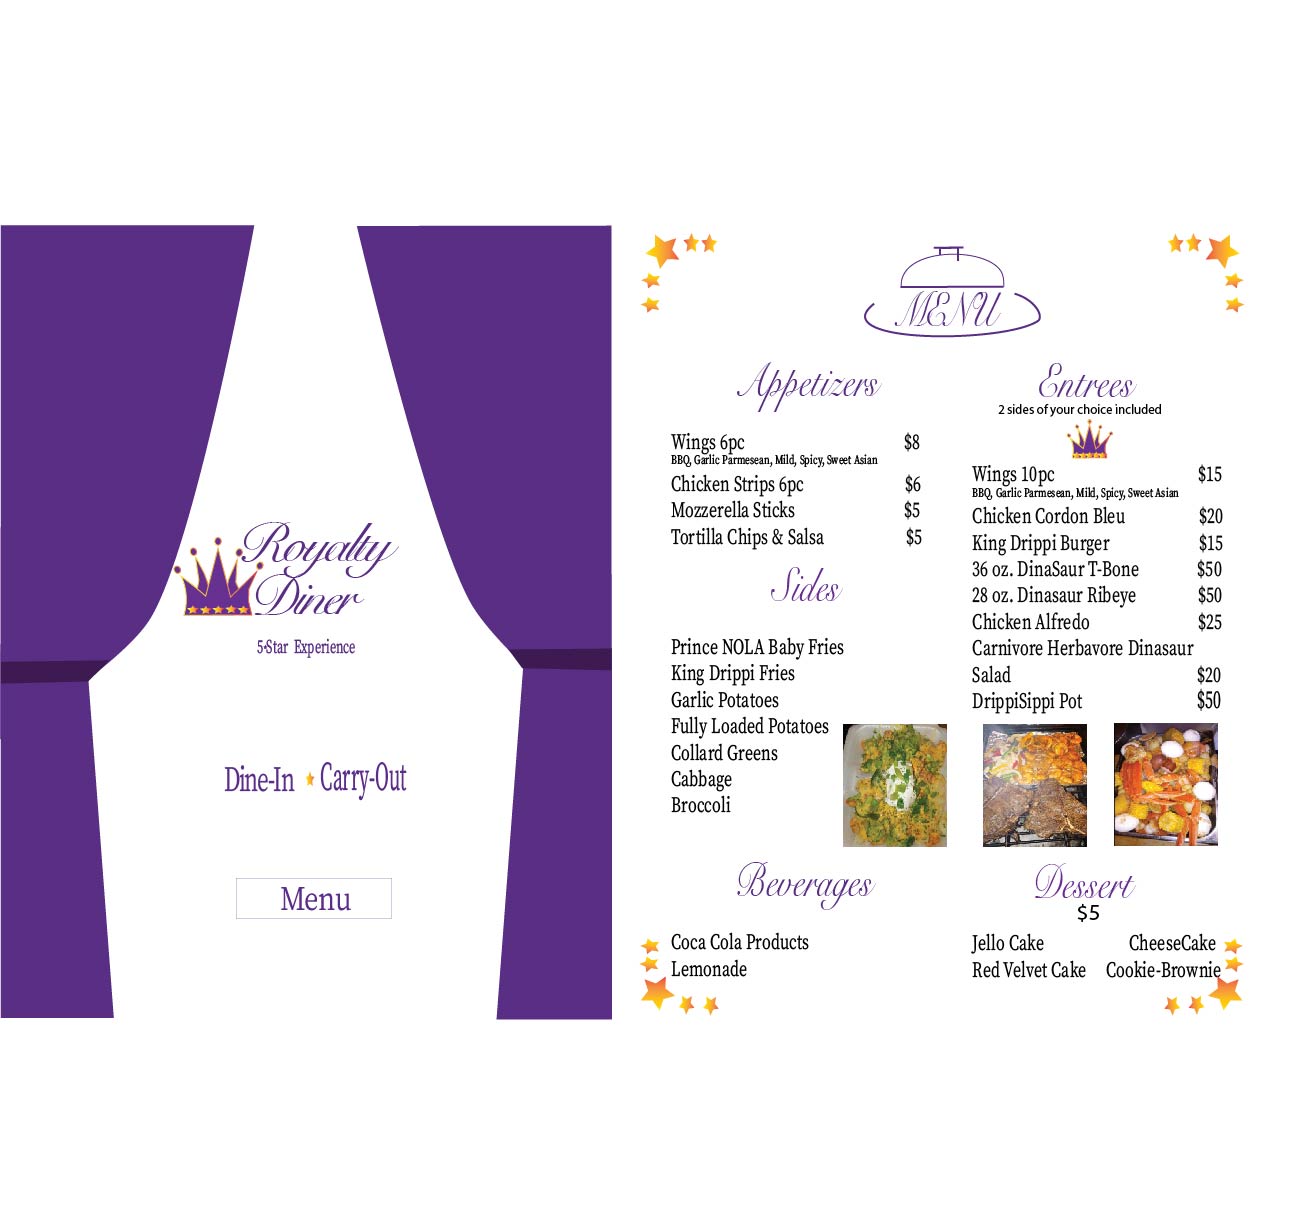 Royalty
Diner
5-Star Experience
Dine-In Carry-Out
Menu
MENU
Appetizers
Wings 6pc $8
BBQ, Garlic Parmesean, Mild, Spicy, Sweet Asian
Chicken Strips 6pc $6
Mozzerella Sticks $5
Tortilla Chips & Salsa $5
Sides
Prince NOLA Baby Fries
King Drippi Fries
Garlic Potatoes
Fully Loaded Potatoes
Collard Greens
Cabbage
Broccoli
Beverages
Coca Cola Products
Lemonade
Entrees
2 sides of your choice included
Wings 10pc $15
BBQ, Garlic Parmesean, Mild, Spicy, Sweet Asian
Chicken Cordon Bleu $20
King Drippi Burger $15
36 oz. DinaSaur T-Bone $50
28 oz. Dinasaur Ribeye $50
Chicken Alfredo $25
Carnivore Herbavore Dinasaur
Salad $20
DrippiSippi Pot $50
Dessert
$5
Jello Cake CheeseCake
Red Velvet Cake Cookie-Brownie